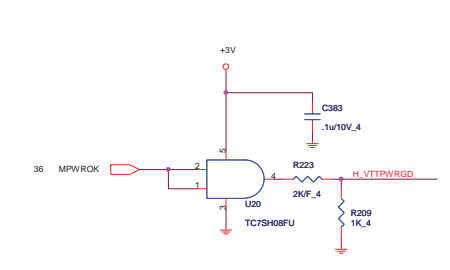 +3V
C383
.1u/10V_4
5
36 MPWROK
2
1
4
3
U20
TC7SH08FU
R223
2K/F_4
H_VTTPWRGD
R209
1K_4